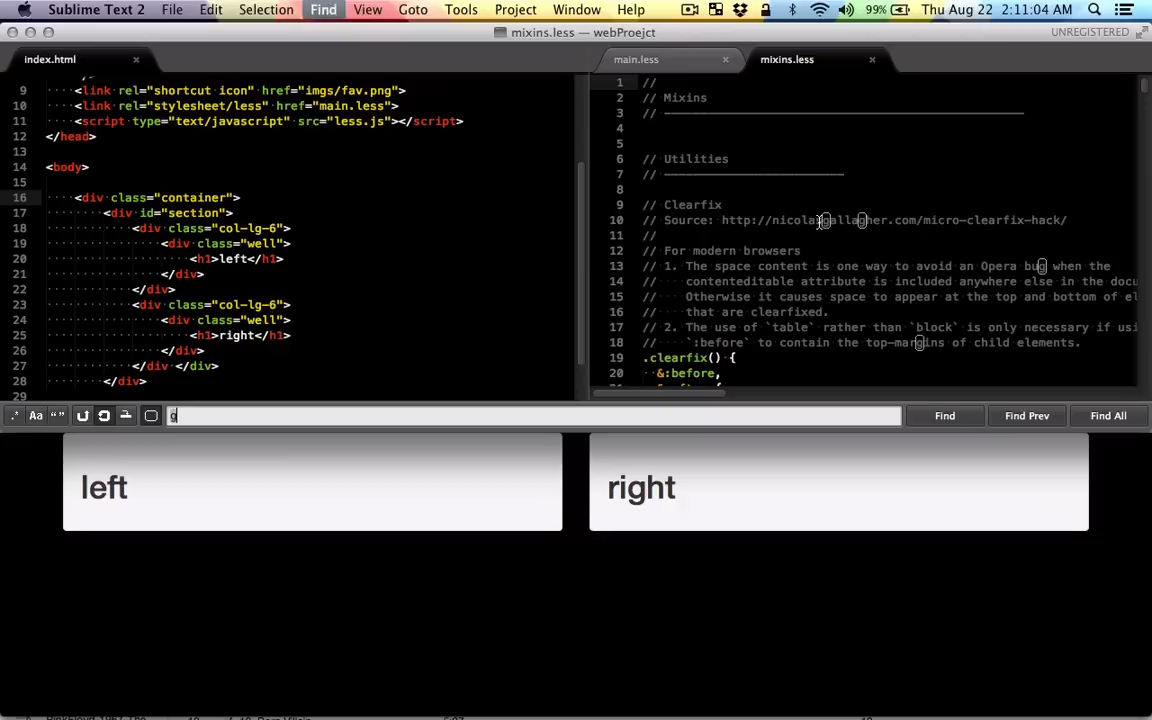 Sublime Text 2 File Edit Selection Find View Goto Tools Project Window Help 99% Thu Aug 22 2:11:04 AM
mixins.less — webProejct UNREGISTERED
index.html × main.less × mixins.less ×
9 <link rel="shortcut icon" href="imgs/fav.png">
10 <link rel="stylesheet/less" href="main.less">
11 <script type="text/javascript" src="less.js"></script>
12 </head>
13
14 <body>
15
16 <div class="container">
17 <div id="section">
18 <div class="col-lg-6">
19 <div class="well">
20 <h1>left</h1>
21 </div>
22 </div>
23 <div class="col-lg-6">
24 <div class="well">
25 <h1>right</h1>
26 </div>
27 </div> </div>
28 </div>
29
1 //
2 // Mixins
3 // --------------------------------------------------
4
5
6 // Utilities
7 // -------------------------
8
9 // Clearfix
10 // Source: http://nicolasgallagher.com/micro-clearfix-hack/
11 //
12 // For modern browsers
13 // 1. The space content is one way to avoid an Opera bug when the
14 // contenteditable attribute is included anywhere else in the docu
15 // Otherwise it causes space to appear at the top and bottom of el
16 // that are clearfixed.
17 // 2. The use of `table` rather than `block` is only necessary if usi
18 // `:before` to contain the top-margins of child elements.
19 .clearfix() {
20 &:before,
.* Aa “” g Find Find Prev Find All
left
right